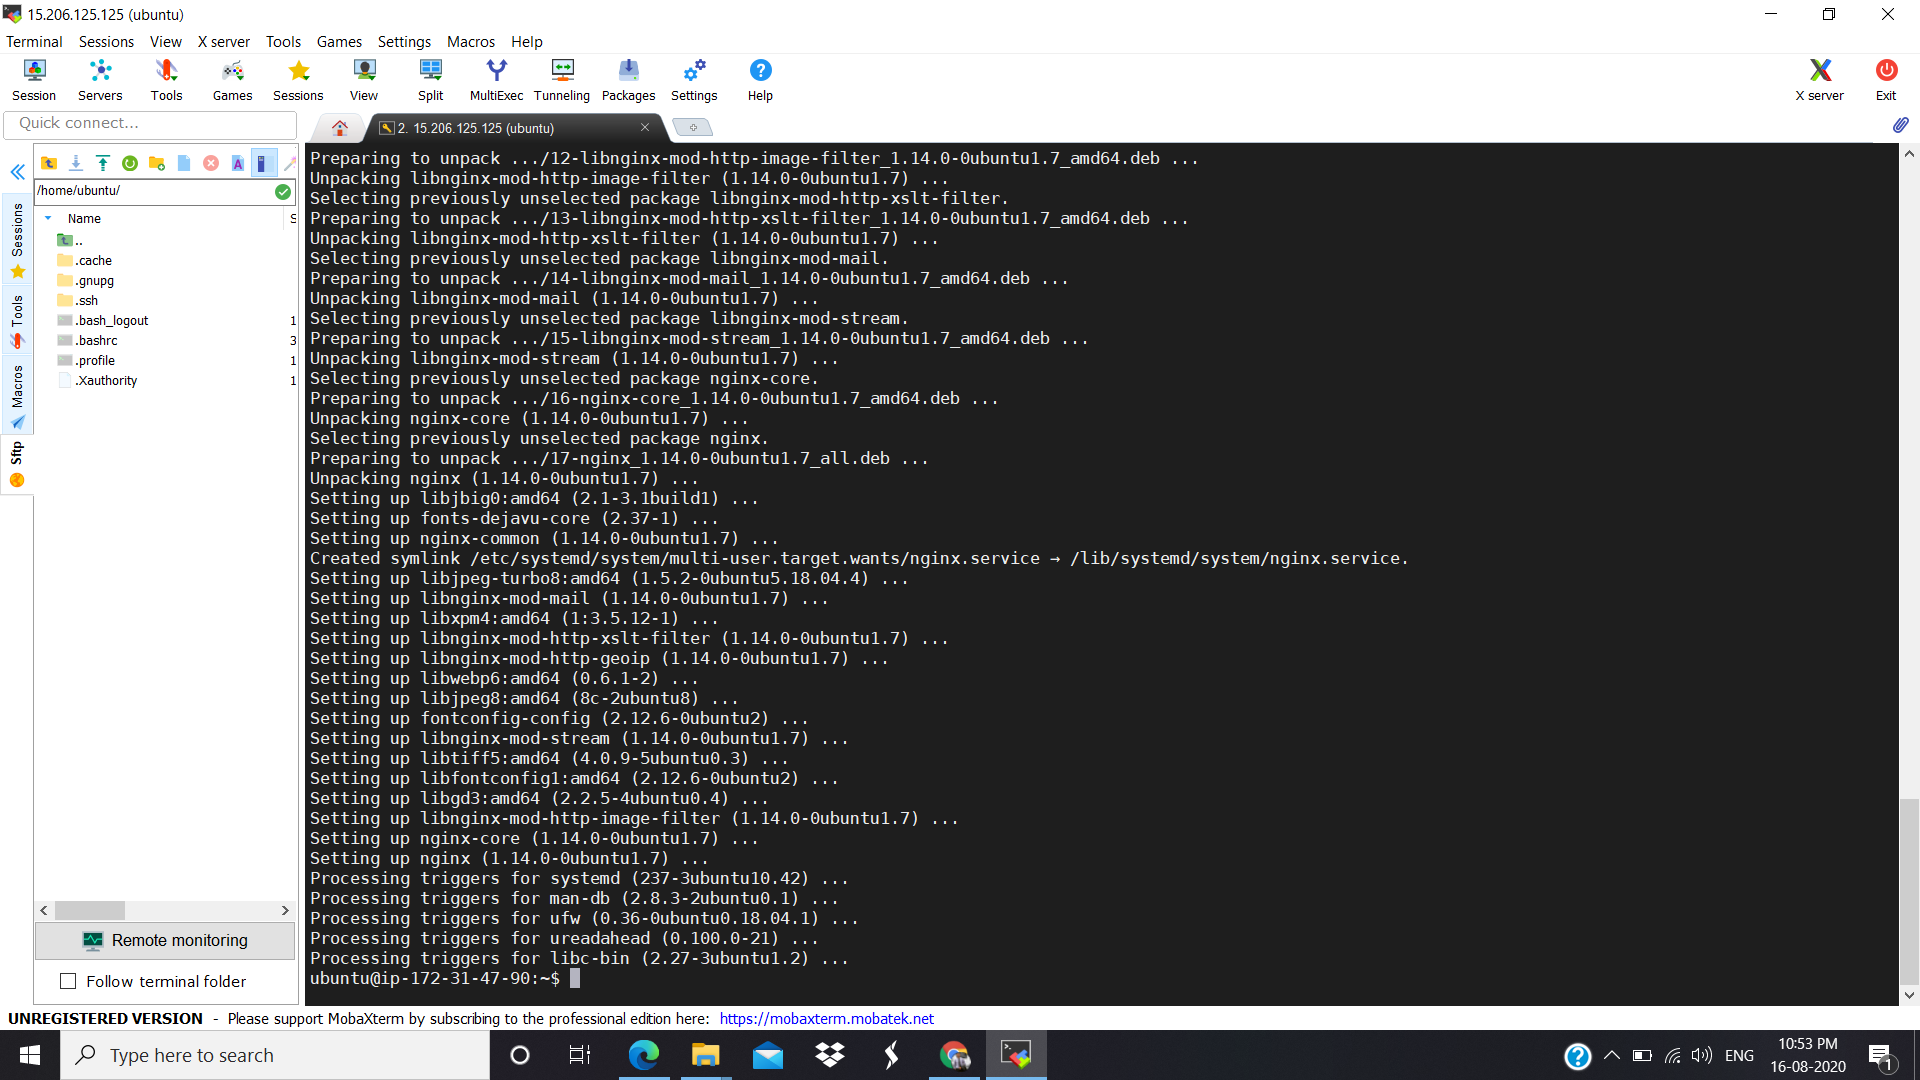 15.206.125.125 (ubuntu)
Terminal Sessions View X server Tools Games Settings Macros Help
Session Servers Tools Games Sessions View Split MultiExec Tunneling Packages Settings Help X server Exit
Quick connect...
2. 15.206.125.125 (ubuntu)
/home/ubuntu/
Name S
..
.cache
.gnupg
.ssh
.bash_logout 1
.bashrc 3
.profile 1
.Xauthority 1
Sessions
Tools
Macros
Sftp
Remote monitoring
Follow terminal folder
Preparing to unpack .../12-libnginx-mod-http-image-filter_1.14.0-0ubuntu1.7_amd64.deb ...
Unpacking libnginx-mod-http-image-filter (1.14.0-0ubuntu1.7) ...
Selecting previously unselected package libnginx-mod-http-xslt-filter.
Preparing to unpack .../13-libnginx-mod-http-xslt-filter_1.14.0-0ubuntu1.7_amd64.deb ...
Unpacking libnginx-mod-http-xslt-filter (1.14.0-0ubuntu1.7) ...
Selecting previously unselected package libnginx-mod-mail.
Preparing to unpack .../14-libnginx-mod-mail_1.14.0-0ubuntu1.7_amd64.deb ...
Unpacking libnginx-mod-mail (1.14.0-0ubuntu1.7) ...
Selecting previously unselected package libnginx-mod-stream.
Preparing to unpack .../15-libnginx-mod-stream_1.14.0-0ubuntu1.7_amd64.deb ...
Unpacking libnginx-mod-stream (1.14.0-0ubuntu1.7) ...
Selecting previously unselected package nginx-core.
Preparing to unpack .../16-nginx-core_1.14.0-0ubuntu1.7_amd64.deb ...
Unpacking nginx-core (1.14.0-0ubuntu1.7) ...
Selecting previously unselected package nginx.
Preparing to unpack .../17-nginx_1.14.0-0ubuntu1.7_all.deb ...
Unpacking nginx (1.14.0-0ubuntu1.7) ...
Setting up libjbig0:amd64 (2.1-3.1build1) ...
Setting up fonts-dejavu-core (2.37-1) ...
Setting up nginx-common (1.14.0-0ubuntu1.7) ...
Created symlink /etc/systemd/system/multi-user.target.wants/nginx.service → /lib/systemd/system/nginx.service.
Setting up libjpeg-turbo8:amd64 (1.5.2-0ubuntu5.18.04.4) ...
Setting up libnginx-mod-mail (1.14.0-0ubuntu1.7) ...
Setting up libxpm4:amd64 (1:3.5.12-1) ...
Setting up libnginx-mod-http-xslt-filter (1.14.0-0ubuntu1.7) ...
Setting up libnginx-mod-http-geoip (1.14.0-0ubuntu1.7) ...
Setting up libwebp6:amd64 (0.6.1-2) ...
Setting up libjpeg8:amd64 (8c-2ubuntu8) ...
Setting up fontconfig-config (2.12.6-0ubuntu2) ...
Setting up libnginx-mod-stream (1.14.0-0ubuntu1.7) ...
Setting up libtiff5:amd64 (4.0.9-5ubuntu0.3) ...
Setting up libfontconfig1:amd64 (2.12.6-0ubuntu2) ...
Setting up libgd3:amd64 (2.2.5-4ubuntu0.4) ...
Setting up libnginx-mod-http-image-filter (1.14.0-0ubuntu1.7) ...
Setting up nginx-core (1.14.0-0ubuntu1.7) ...
Setting up nginx (1.14.0-0ubuntu1.7) ...
Processing triggers for systemd (237-3ubuntu10.42) ...
Processing triggers for man-db (2.8.3-2ubuntu0.1) ...
Processing triggers for ufw (0.36-0ubuntu0.18.04.1) ...
Processing triggers for ureadahead (0.100.0-21) ...
Processing triggers for libc-bin (2.27-3ubuntu1.2) ...
ubuntu@ip-172-31-47-90:~$
UNREGISTERED VERSION - Please support MobaXterm by subscribing to the professional edition here: https://mobaxterm.mobatek.net
Type here to search
ENG
10:53 PM
16-08-2020
1